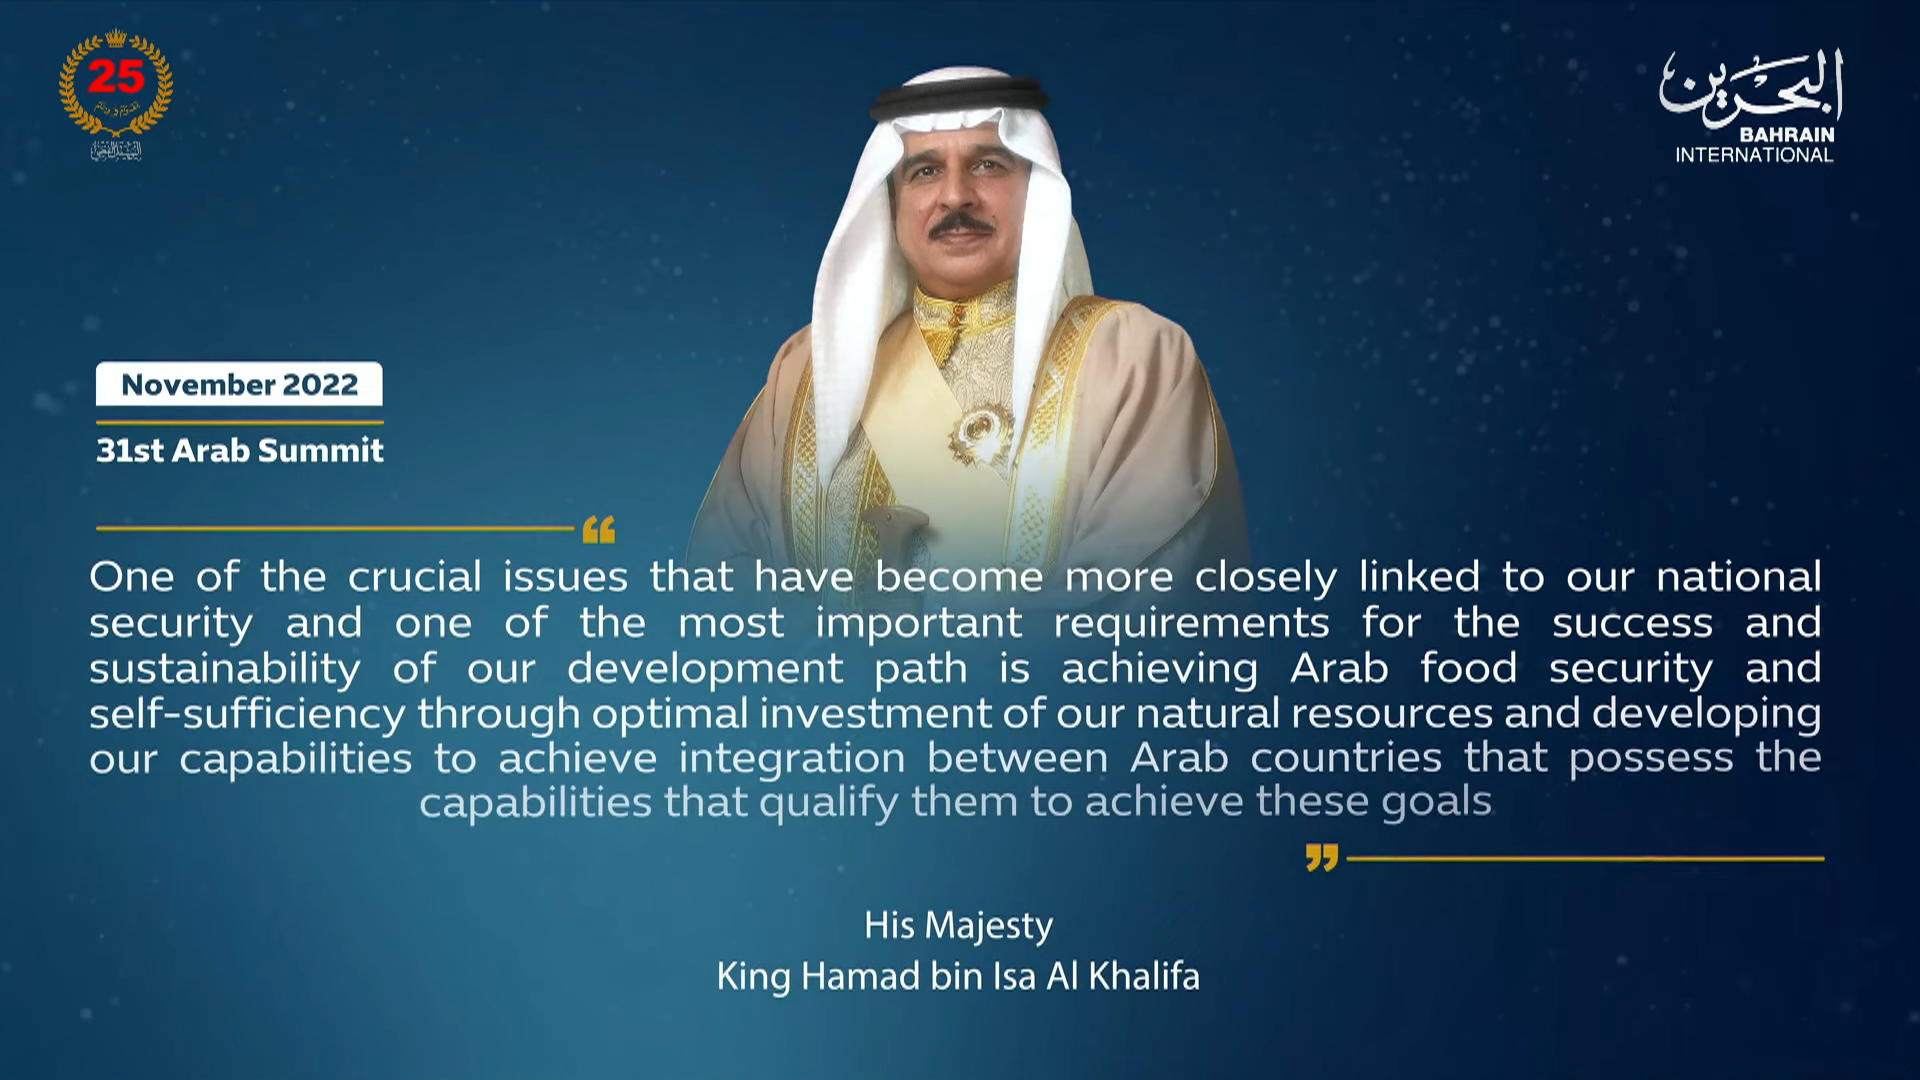 25
البحرين
BAHRAIN
INTERNATIONAL
November 2022
31st Arab Summit
“
One of the crucial issues that have become more closely linked to our national
security and one of the most important requirements for the success and
sustainability of our development path is achieving Arab food security and
self-sufficiency through optimal investment of our natural resources and developing
our capabilities to achieve integration between Arab countries that possess the
capabilities that qualify them to achieve these goals
”
His Majesty
King Hamad bin Isa Al Khalifa